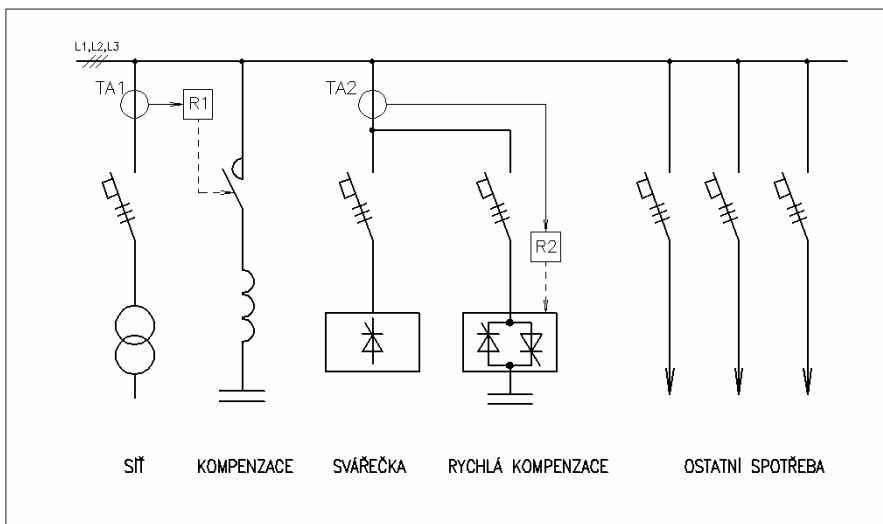 L1,L2,L3
TA1
R1
TA2
R2
SÍŤ
KOMPENZACE
SVÁŘEČKA
RYCHLÁ KOMPENZACE
OSTATNÍ SPOTŘEBA